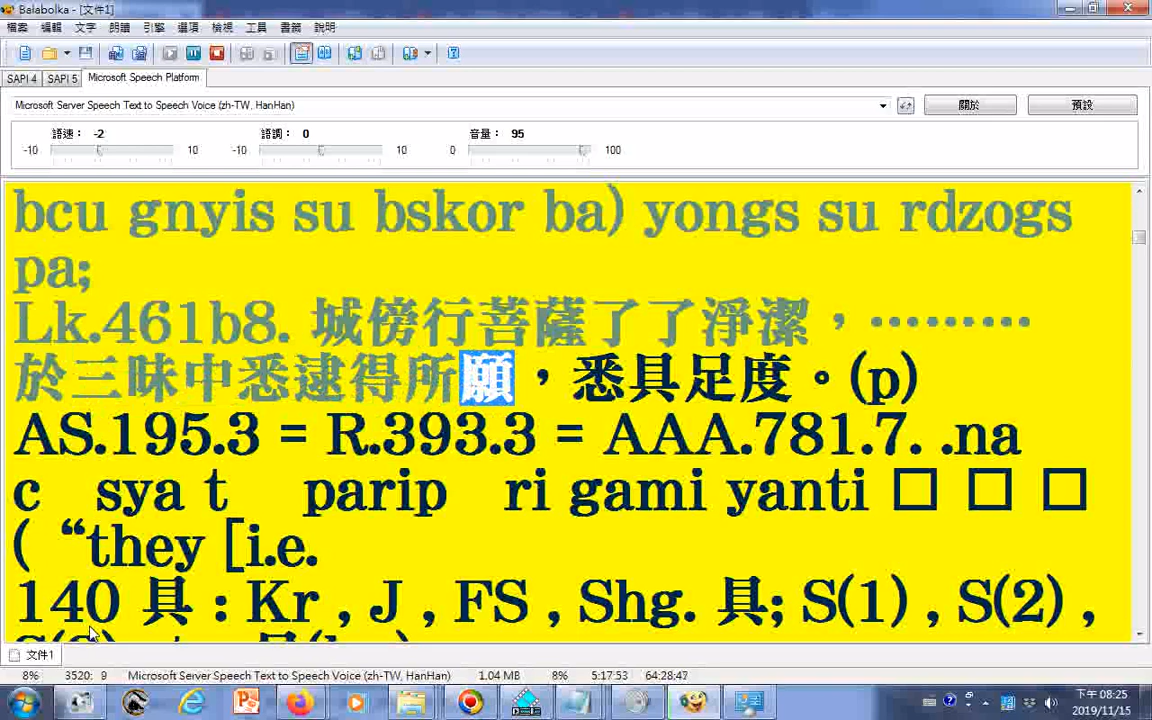 Balabolka - [文件1]
檔案 編輯 文字 朗讀 引擎 選項 檢視 工具 書籤 說明
SAPI 4 SAPI 5 Microsoft Speech Platform
Microsoft Server Speech Text to Speech Voice (zh-TW, HanHan) 關於 預設
語速： -2 語調： 0 音量： 95
-10 10 -10 10 0 100
bcu gnyis su bskor ba) yongs su rdzogs
pa;
Lk.461b8. 城傍行菩薩了了淨潔，………
於三昧中悉逮得所願，悉具足度。(p)
AS.195.3 = R.393.3 = AAA.781.7. .na
c sya t parip ri gami yanti □ □ □
( “they [i.e.
140 具 : Kr , J , FS , Shg. 具; S(1) , S(2) ,
文件1
8% 3520: 9 Microsoft Server Speech Text to Speech Voice (zh-TW, HanHan) 1.04 MB 8% 5:17:53 64:28:47
下午 08:25
2019/11/15